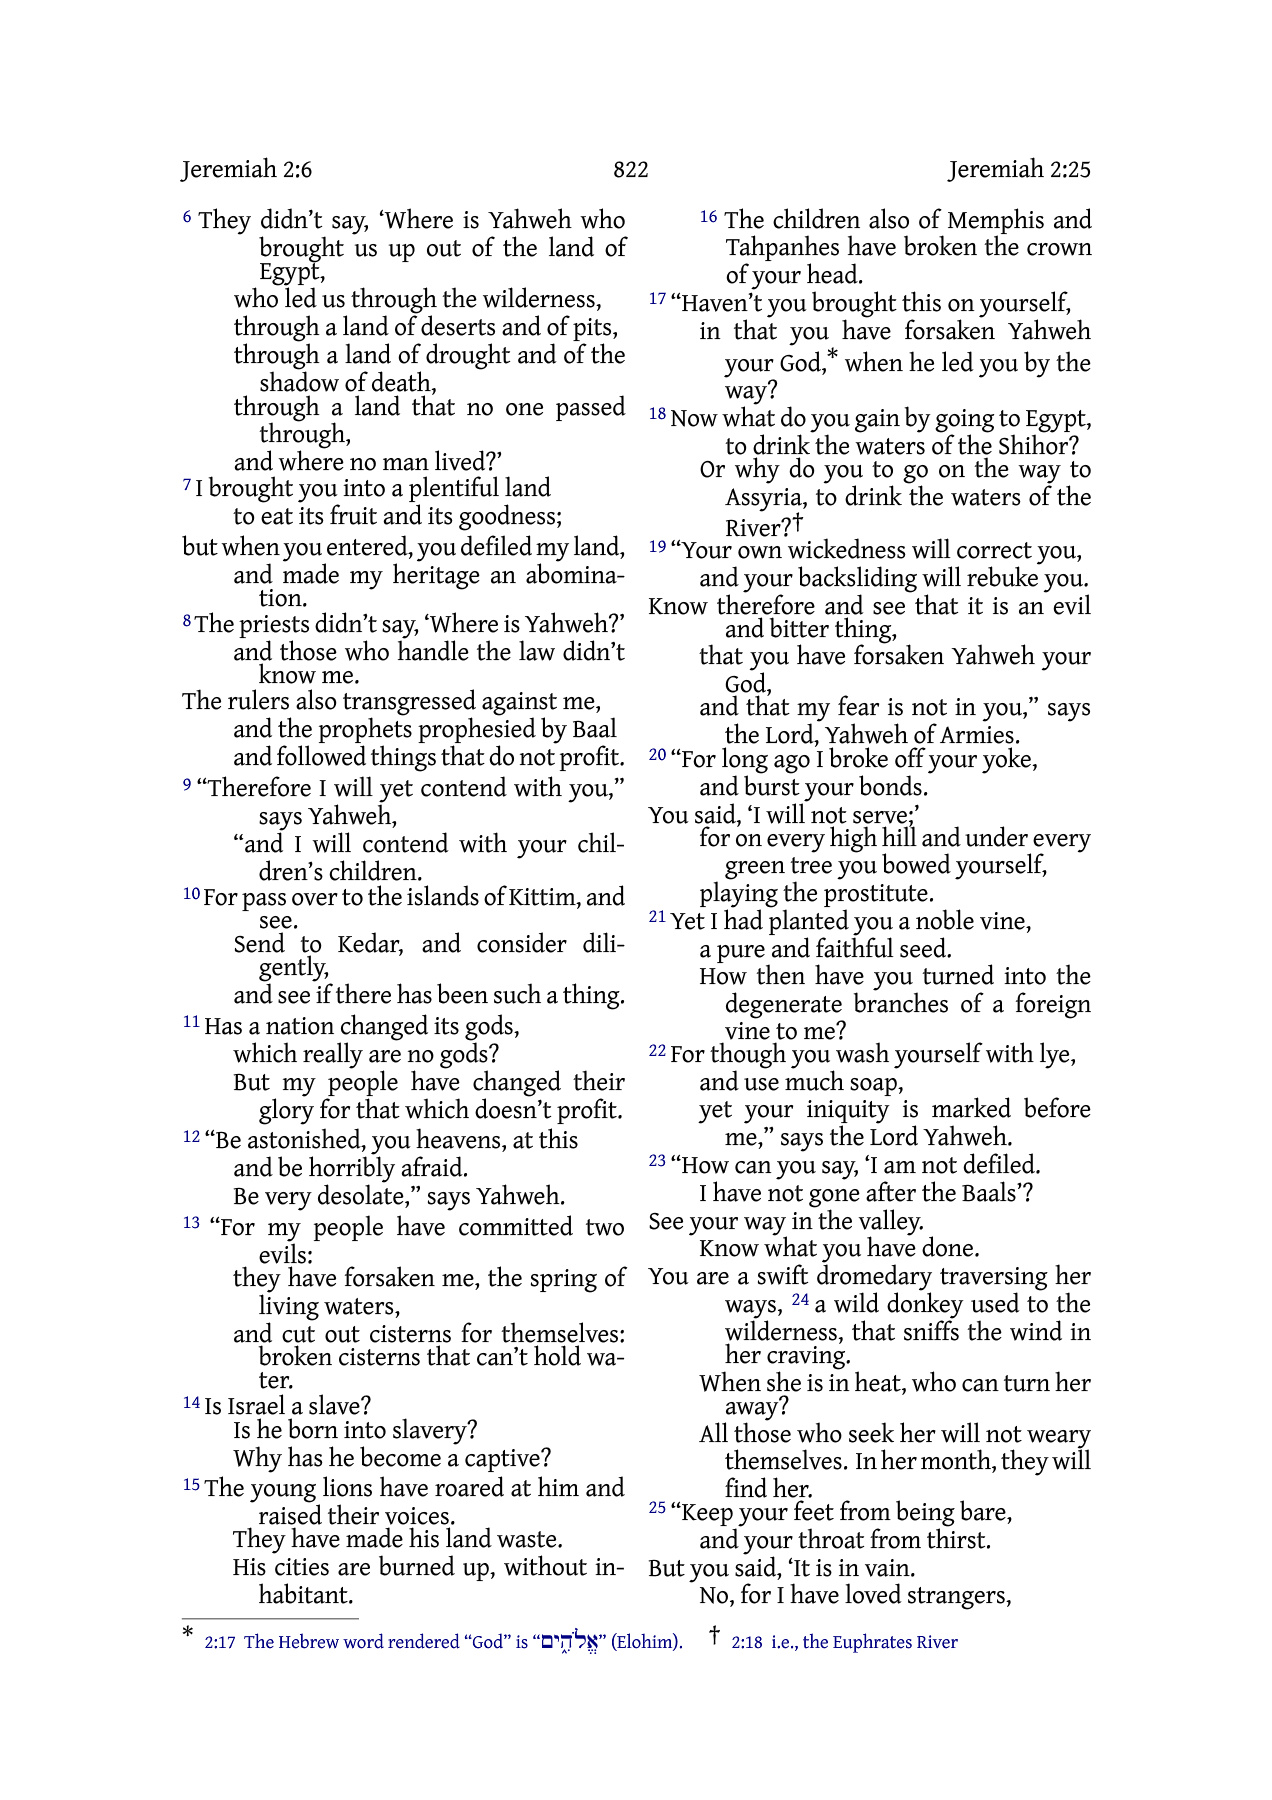 Jeremiah 2:6 822 Jeremiah 2:25
6 They didn’t say, ‘Where is Yahweh who
brought us up out of the land of
Egypt,
who led us through the wilderness,
through a land of deserts and of pits,
through a land of drought and of the
shadow of death,
through a land that no one passed
through,
and where no man lived?’
7 I brought you into a plentiful land
to eat its fruit and its goodness;
but when you entered, you defiled my land,
and made my heritage an abomina-
tion.
8 The priests didn’t say, ‘Where is Yahweh?’
and those who handle the law didn’t
know me.
The rulers also transgressed against me,
and the prophets prophesied by Baal
and followed things that do not profit.
9 “Therefore I will yet contend with you,”
says Yahweh,
“and I will contend with your chil-
dren’s children.
10 For pass over to the islands of Kittim, and
see.
Send to Kedar, and consider dili-
gently,
and see if there has been such a thing.
11 Has a nation changed its gods,
which really are no gods?
But my people have changed their
glory for that which doesn’t profit.
12 “Be astonished, you heavens, at this
and be horribly afraid.
Be very desolate,” says Yahweh.
13 “For my people have committed two
evils:
they have forsaken me, the spring of
living waters,
and cut out cisterns for themselves:
broken cisterns that can’t hold wa-
ter.
14 Is Israel a slave?
Is he born into slavery?
Why has he become a captive?
15 The young lions have roared at him and
raised their voices.
They have made his land waste.
His cities are burned up, without in-
habitant.
16 The children also of Memphis and
Tahpanhes have broken the crown
of your head.
17 “Haven’t you brought this on yourself,
in that you have forsaken Yahweh
your God,* when he led you by the
way?
18 Now what do you gain by going to Egypt,
to drink the waters of the Shihor?
Or why do you to go on the way to
Assyria, to drink the waters of the
River?†
19 “Your own wickedness will correct you,
and your backsliding will rebuke you.
Know therefore and see that it is an evil
and bitter thing,
that you have forsaken Yahweh your
God,
and that my fear is not in you,” says
the Lord, Yahweh of Armies.
20 “For long ago I broke off your yoke,
and burst your bonds.
You said, ‘I will not serve;’
for on every high hill and under every
green tree you bowed yourself,
playing the prostitute.
21 Yet I had planted you a noble vine,
a pure and faithful seed.
How then have you turned into the
degenerate branches of a foreign
vine to me?
22 For though you wash yourself with lye,
and use much soap,
yet your iniquity is marked before
me,” says the Lord Yahweh.
23 “How can you say, ‘I am not defiled.
I have not gone after the Baals’?
See your way in the valley.
Know what you have done.
You are a swift dromedary traversing her
ways, 24 a wild donkey used to the
wilderness, that sniffs the wind in
her craving.
When she is in heat, who can turn her
away?
All those who seek her will not weary
themselves. In her month, they will
find her.
25 “Keep your feet from being bare,
and your throat from thirst.
But you said, ‘It is in vain.
No, for I have loved strangers,
* 2:17 The Hebrew word rendered “God” is “אֱלֹהִ֑ים” (Elohim). † 2:18 i.e., the Euphrates River